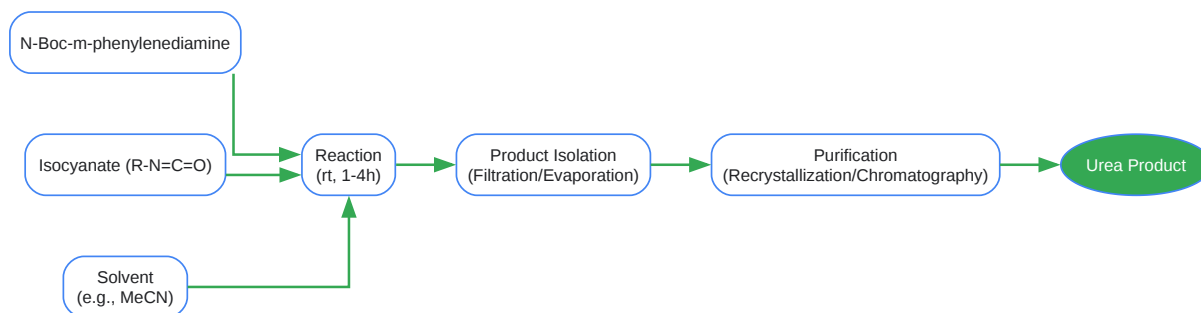 N-Boc-m-phenylenediamine
Isocyanate (R-N=C=O)
Solvent
(e.g., MeCN)
Reaction
(rt, 1-4h)
Product Isolation
(Filtration/Evaporation)
Purification
(Recrystallization/Chromatography)
Urea Product